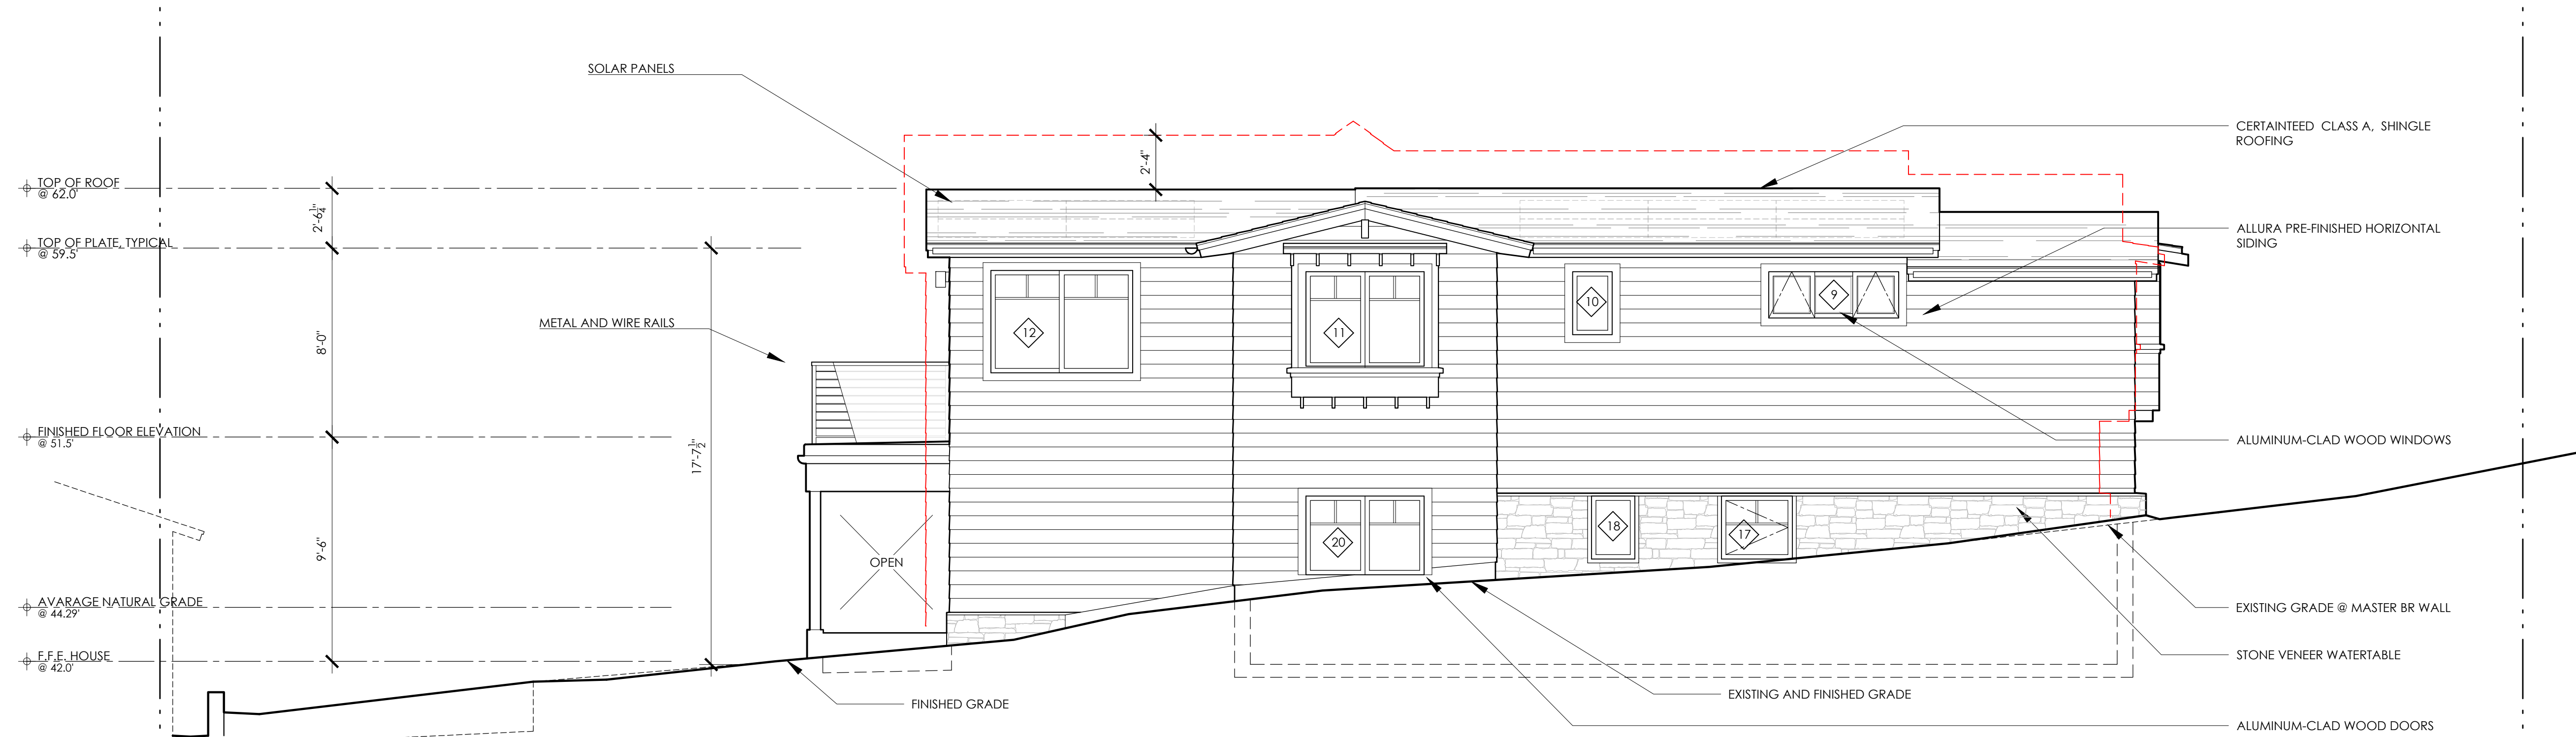 SOLAR PANELS
CERTAINTEED CLASS A, SHINGLE
ROOFING
2'-4"
TOP OF ROOF
@ 62.0'
2'-6 1/4"
TOP OF PLATE, TYPICAL
@ 59.5'
ALLURA PRE-FINISHED HORIZONTAL
SIDING
METAL AND WIRE RAILS
8'-0"
12
11
10
9
FINISHED FLOOR ELEVATION
@ 51.5'
17'-7 1/2"
ALUMINUM-CLAD WOOD WINDOWS
9'-6"
OPEN
20
18
17
AVARAGE NATURAL GRADE
@ 44.29'
EXISTING GRADE @ MASTER BR WALL
F.F.E. HOUSE
@ 42.0'
STONE VENEER WATERTABLE
FINISHED GRADE
EXISTING AND FINISHED GRADE
ALUMINUM-CLAD WOOD DOORS